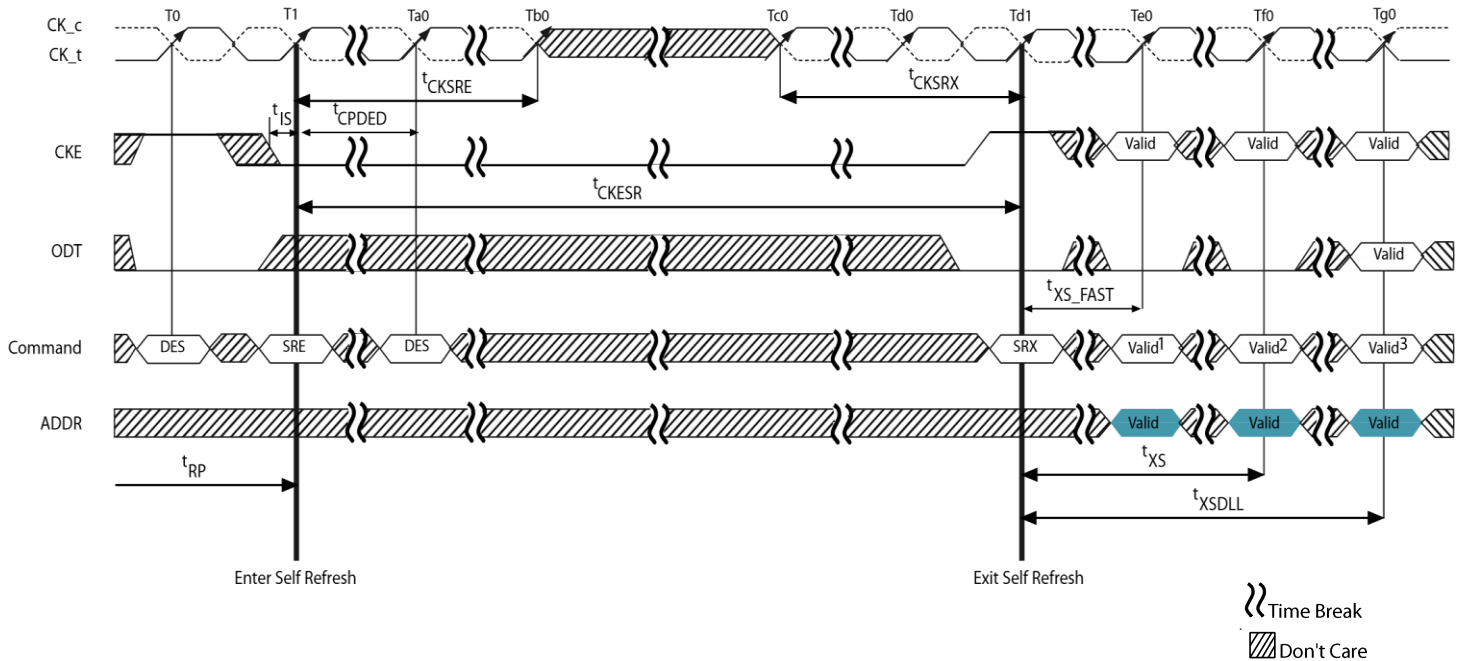 T0 T1 Ta0 Tb0 Tc0 Td0 Td1 Te0 Tf0 Tg0
CK_c
CK_t
tCKSRE tCKSRX
tIS tCPDED
CKE Valid Valid Valid
tCKESR
ODT Valid
tXS_FAST
Command DES SRE DES SRX Valid1 Valid2 Valid3
ADDR Valid Valid Valid
tRP tXS
tXSDLL
Enter Self Refresh Exit Self Refresh
Time Break
Don't Care